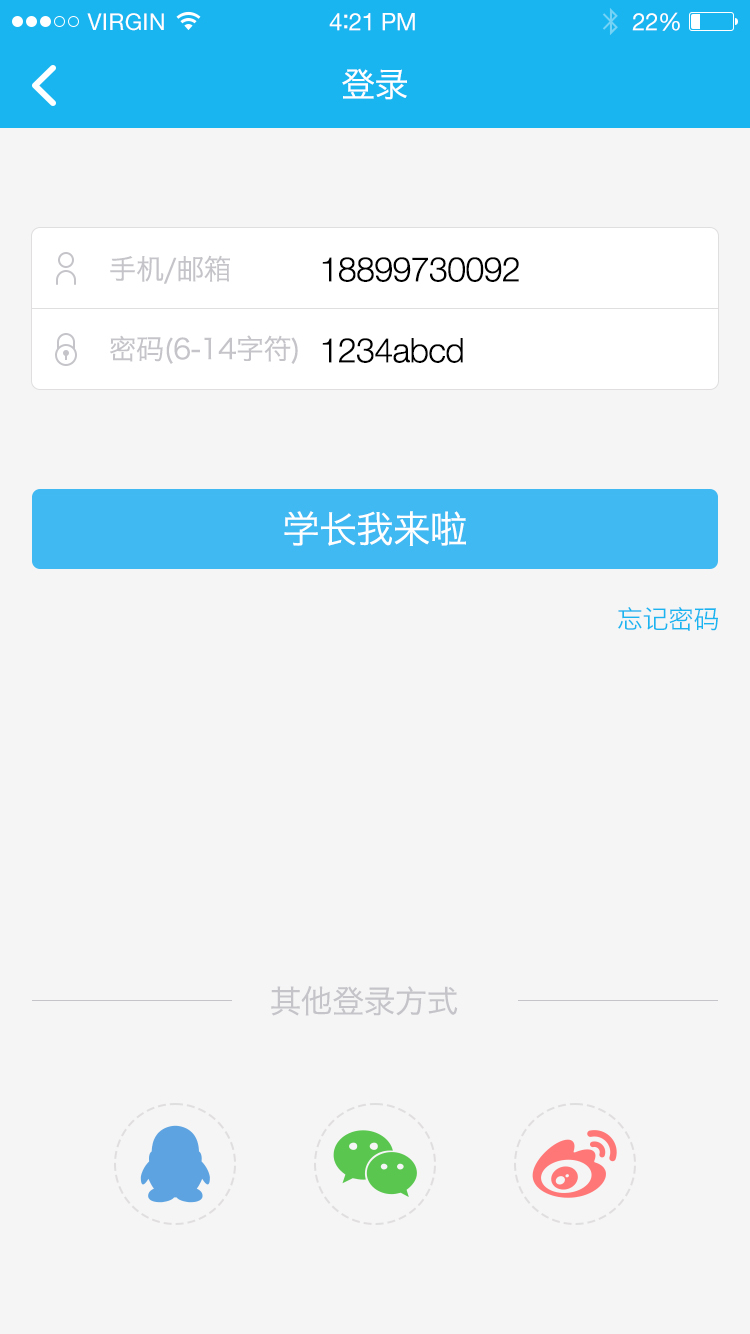 VIRGIN 4:21 PM 22%
登录
手机/邮箱 18899730092
密码(6-14字符) 1234abcd
学长我来啦
忘记密码
其他登录方式